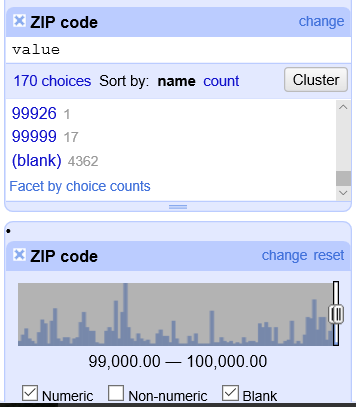 ZIP code change
value
170 choices Sort by: name count Cluster
99926 1
99999 17
(blank) 4362
Facet by choice counts
ZIP code change reset
99,000.00 — 100,000.00
Numeric Non-numeric Blank